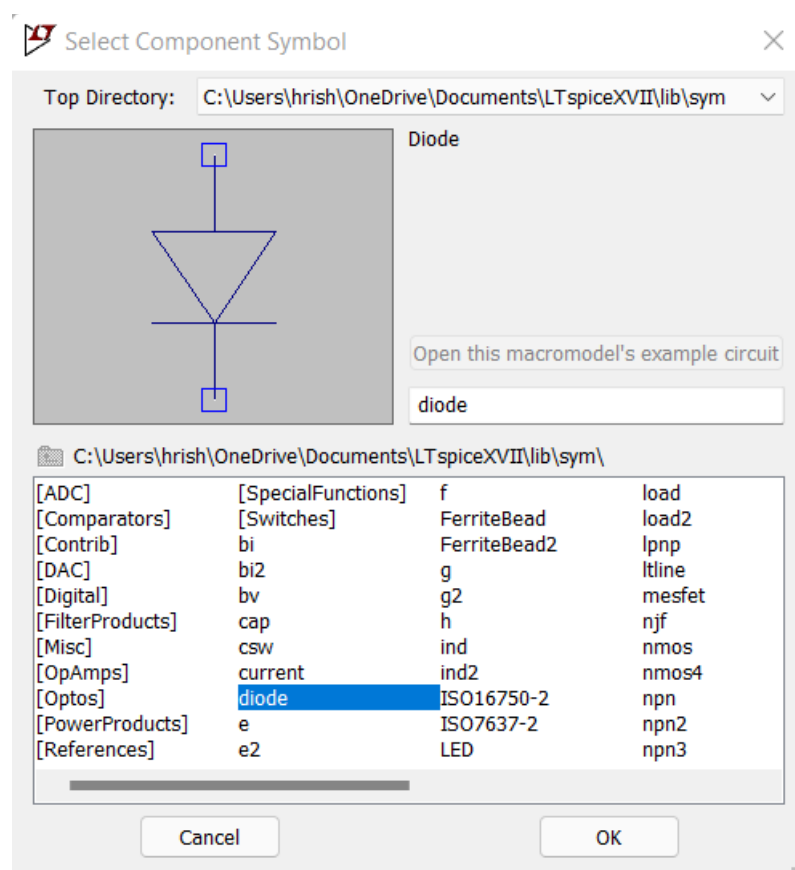 Select Component Symbol
Top Directory: C:\Users\hrish\OneDrive\Documents\LTspiceXVII\lib\sym
Diode
Open this macromodel's example circuit
diode
C:\Users\hrish\OneDrive\Documents\LTspiceXVII\lib\sym\
[ADC] [SpecialFunctions] f load
[Comparators] [Switches] FerriteBead load2
[Contrib] bi FerriteBead2 lpnp
[DAC] bi2 g ltline
[Digital] bv g2 mesfet
[FilterProducts] cap h njf
[Misc] csw ind nmos
[OpAmps] current ind2 nmos4
[Optos] diode ISO16750-2 npn
[PowerProducts] e ISO7637-2 npn2
[References] e2 LED npn3
Cancel OK